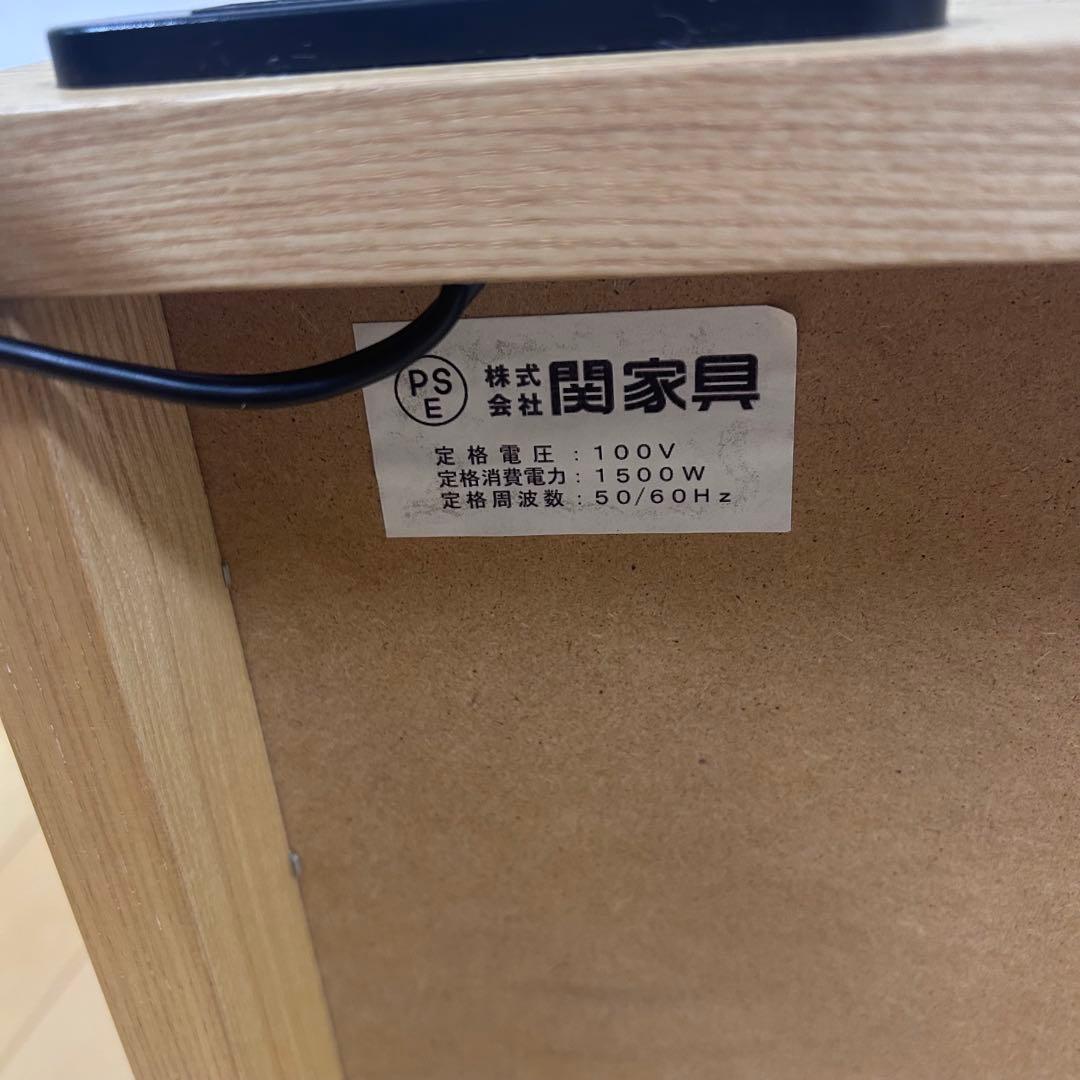 PS
E
株式会社 関家具
定格電圧：100V
定格消費電力：1500W
定格周波数：50/60Hz